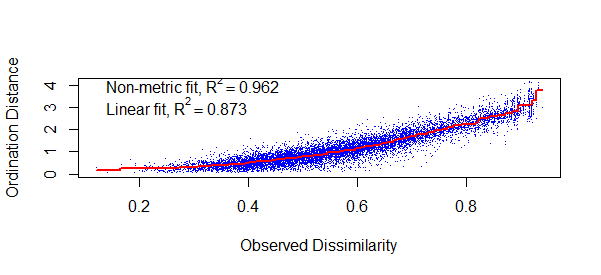 Non-metric fit, R² = 0.962
Linear fit, R² = 0.873
Ordination Distance
4
3
2
1
0
0.2 0.4 0.6 0.8
Observed Dissimilarity